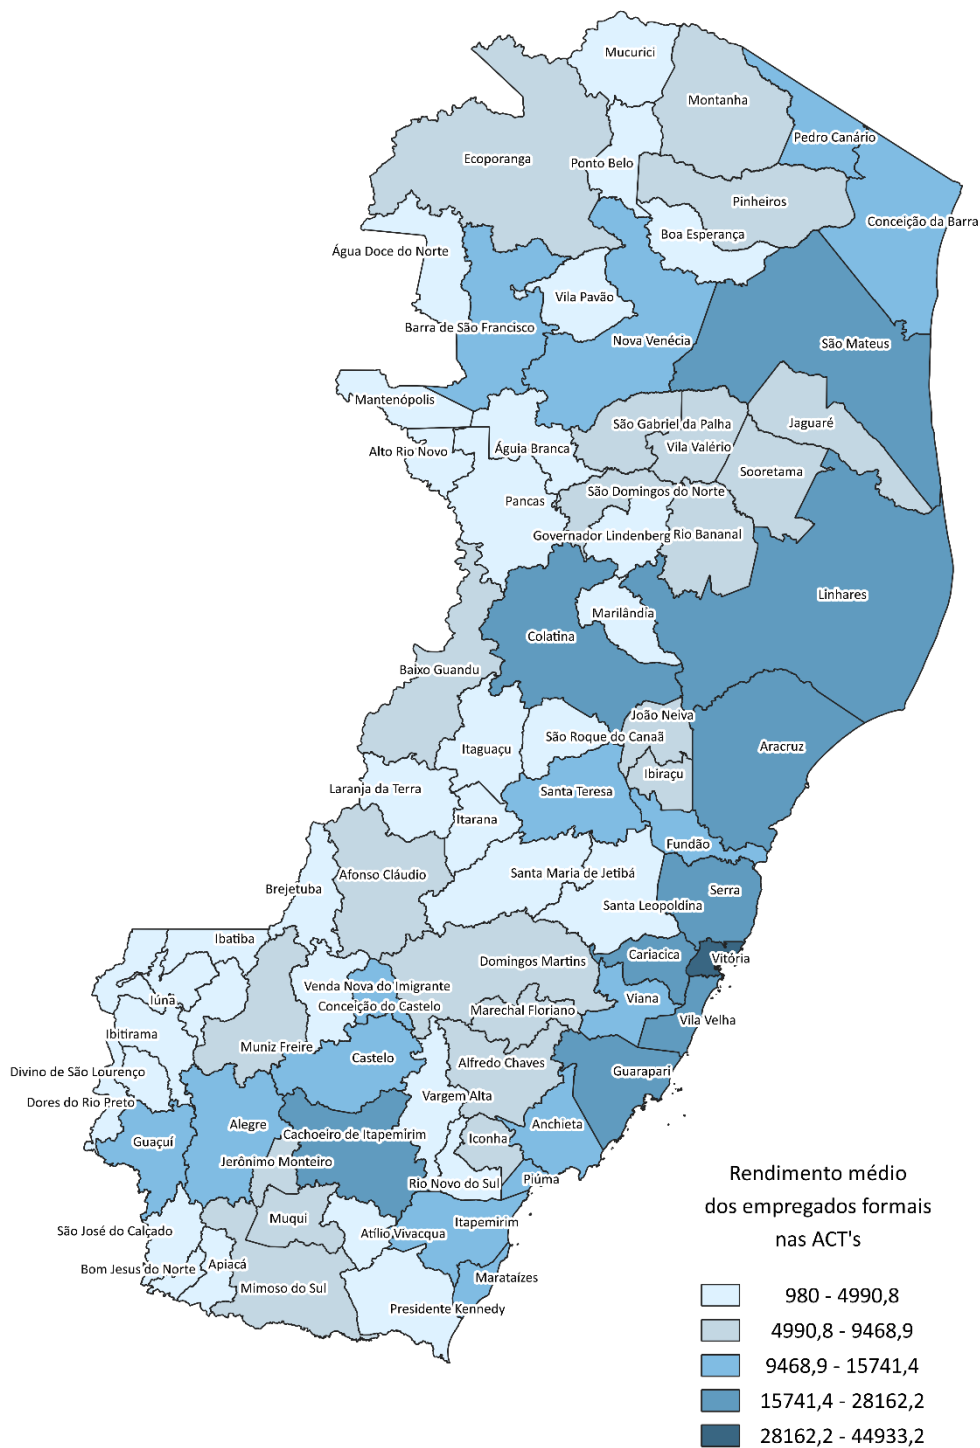 Mucurici
Montanha
Pedro Canário
Ecoporanga
Ponto Belo
Pinheiros
Conceição da Barra
Boa Esperança
Água Doce do Norte
Vila Pavão
Barra de São Francisco
Nova Venécia
São Mateus
Mantenópolis
São Gabriel da Palha
Jaguaré
Alto Rio Novo
Águia Branca
Vila Valério
Sooretama
São Domingos do Norte
Pancas
Governador Lindenberg
Rio Bananal
Linhares
Marilândia
Colatina
Baixo Guandu
João Neiva
São Roque do Canaã
Aracruz
Itaguaçu
Ibiraçu
Laranja da Terra
Santa Teresa
Itarana
Fundão
Santa Maria de Jetibá
Afonso Cláudio
Brejetuba
Serra
Santa Leopoldina
Ibatiba
Cariacica
Vitória
Domingos Martins
Venda Nova do Imigrante
Iúna
Viana
Conceição do Castelo
Marechal Floriano
Vila Velha
Ibitirama
Muniz Freire
Castelo
Alfredo Chaves
Divino de São Lourenço
Guarapari
Vargem Alta
Dores do Rio Preto
Alegre
Anchieta
Cachoeiro de Itapemirim
Guaçuí
Iconha
Jerônimo Monteiro
Rio Novo do Sul
Piúma
Muqui
Itapemirim
São José do Calçado
Atílio Vivacqua
Apiacá
Bom Jesus do Norte
Marataízes
Mimoso do Sul
Presidente Kennedy
Rendimento médio
dos empregados formais
nas ACT's
980 - 4990,8
4990,8 - 9468,9
9468,9 - 15741,4
15741,4 - 28162,2
28162,2 - 44933,2